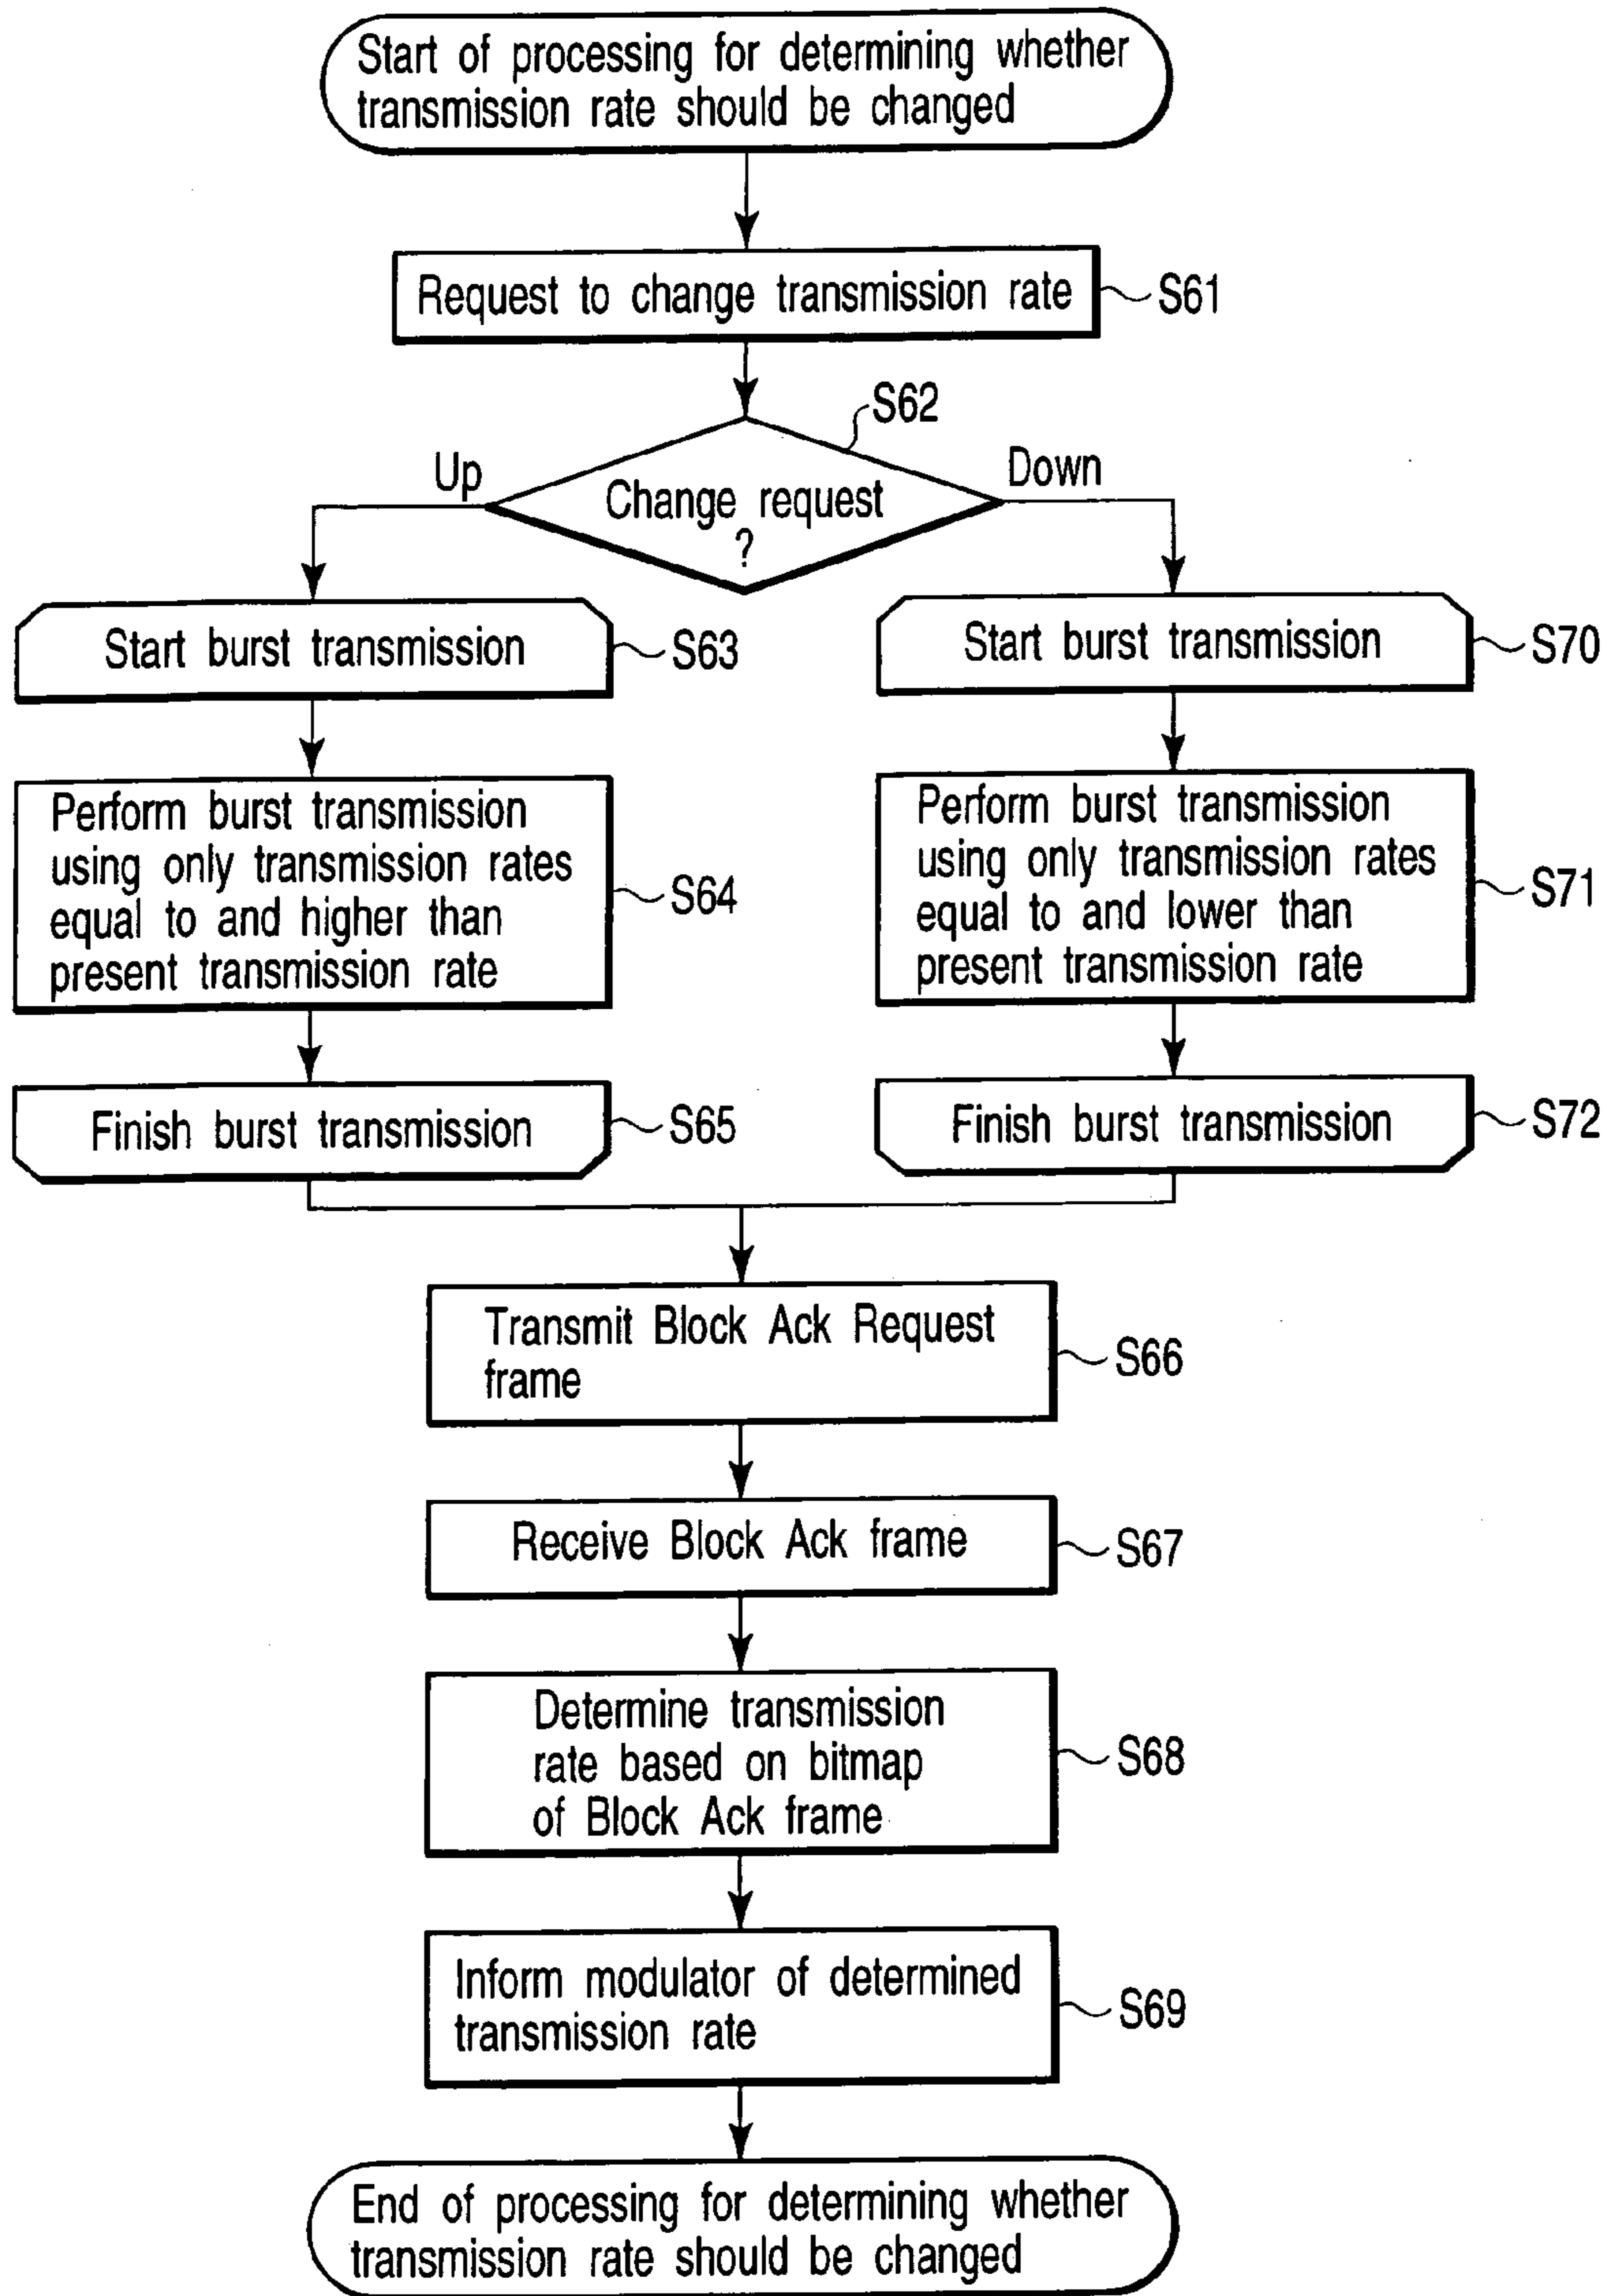 Start of processing for determining whether
transmission rate should be changed
Request to change transmission rate
S61
S62
Up
Down
Change request
?
Start burst transmission
S63
Start burst transmission
S70
Perform burst transmission
using only transmission rates
equal to and higher than
present transmission rate
S64
Perform burst transmission
using only transmission rates
equal to and lower than
present transmission rate
S71
Finish burst transmission
S65
Finish burst transmission
S72
Transmit Block Ack Request
frame
S66
Receive Block Ack frame
S67
Determine transmission
rate based on bitmap
of Block Ack frame
S68
Inform modulator of determined
transmission rate
S69
End of processing for determining whether
transmission rate should be changed